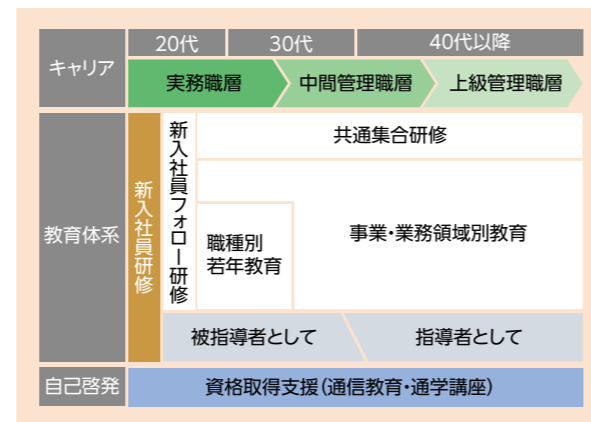 キャリア
20代
30代
40代以降
実務職層
中間管理職層
上級管理職層
教育体系
新入社員研修
新入社員フォロー研修
共通集合研修
職種別
若年教育
事業・業務領域別教育
被指導者として
指導者として
自己啓発
資格取得支援(通信教育・通学講座)